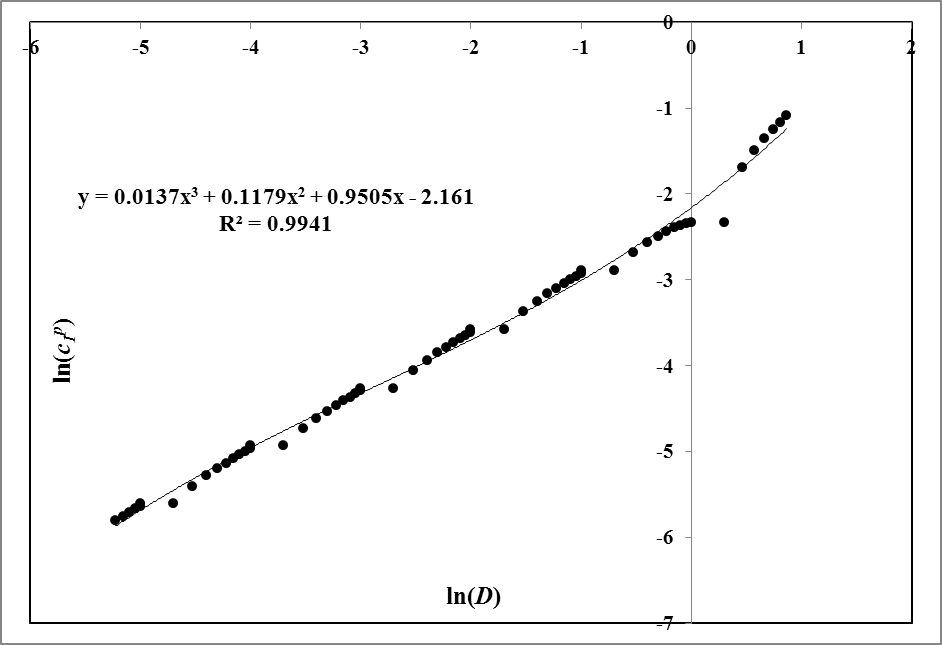 0
-6 -5 -4 -3 -2 -1 0 1 2
-1
y = 0.0137x³ + 0.1179x² + 0.9505x - 2.161
R² = 0.9941
-2
-3
ln(c₁ᵖ)
-4
-5
-6
ln(D)
-7